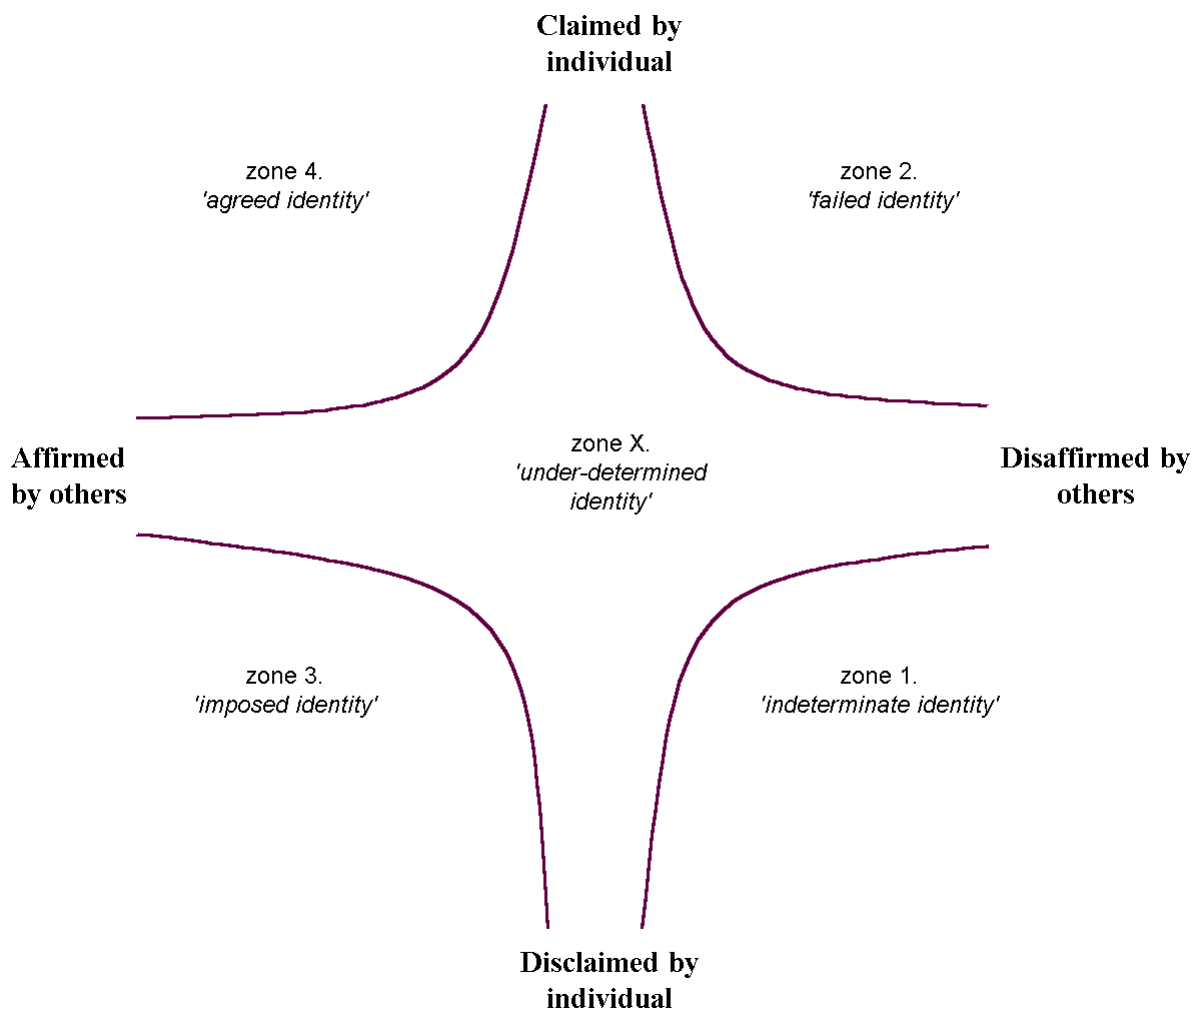 Claimed by
individual
zone 4.
'agreed identity'
zone 2.
'failed identity'
Affirmed
by others
zone X.
'under-determined
identity'
Disaffirmed by
others
zone 3.
'imposed identity'
zone 1.
'indeterminate identity'
Disclaimed by
individual